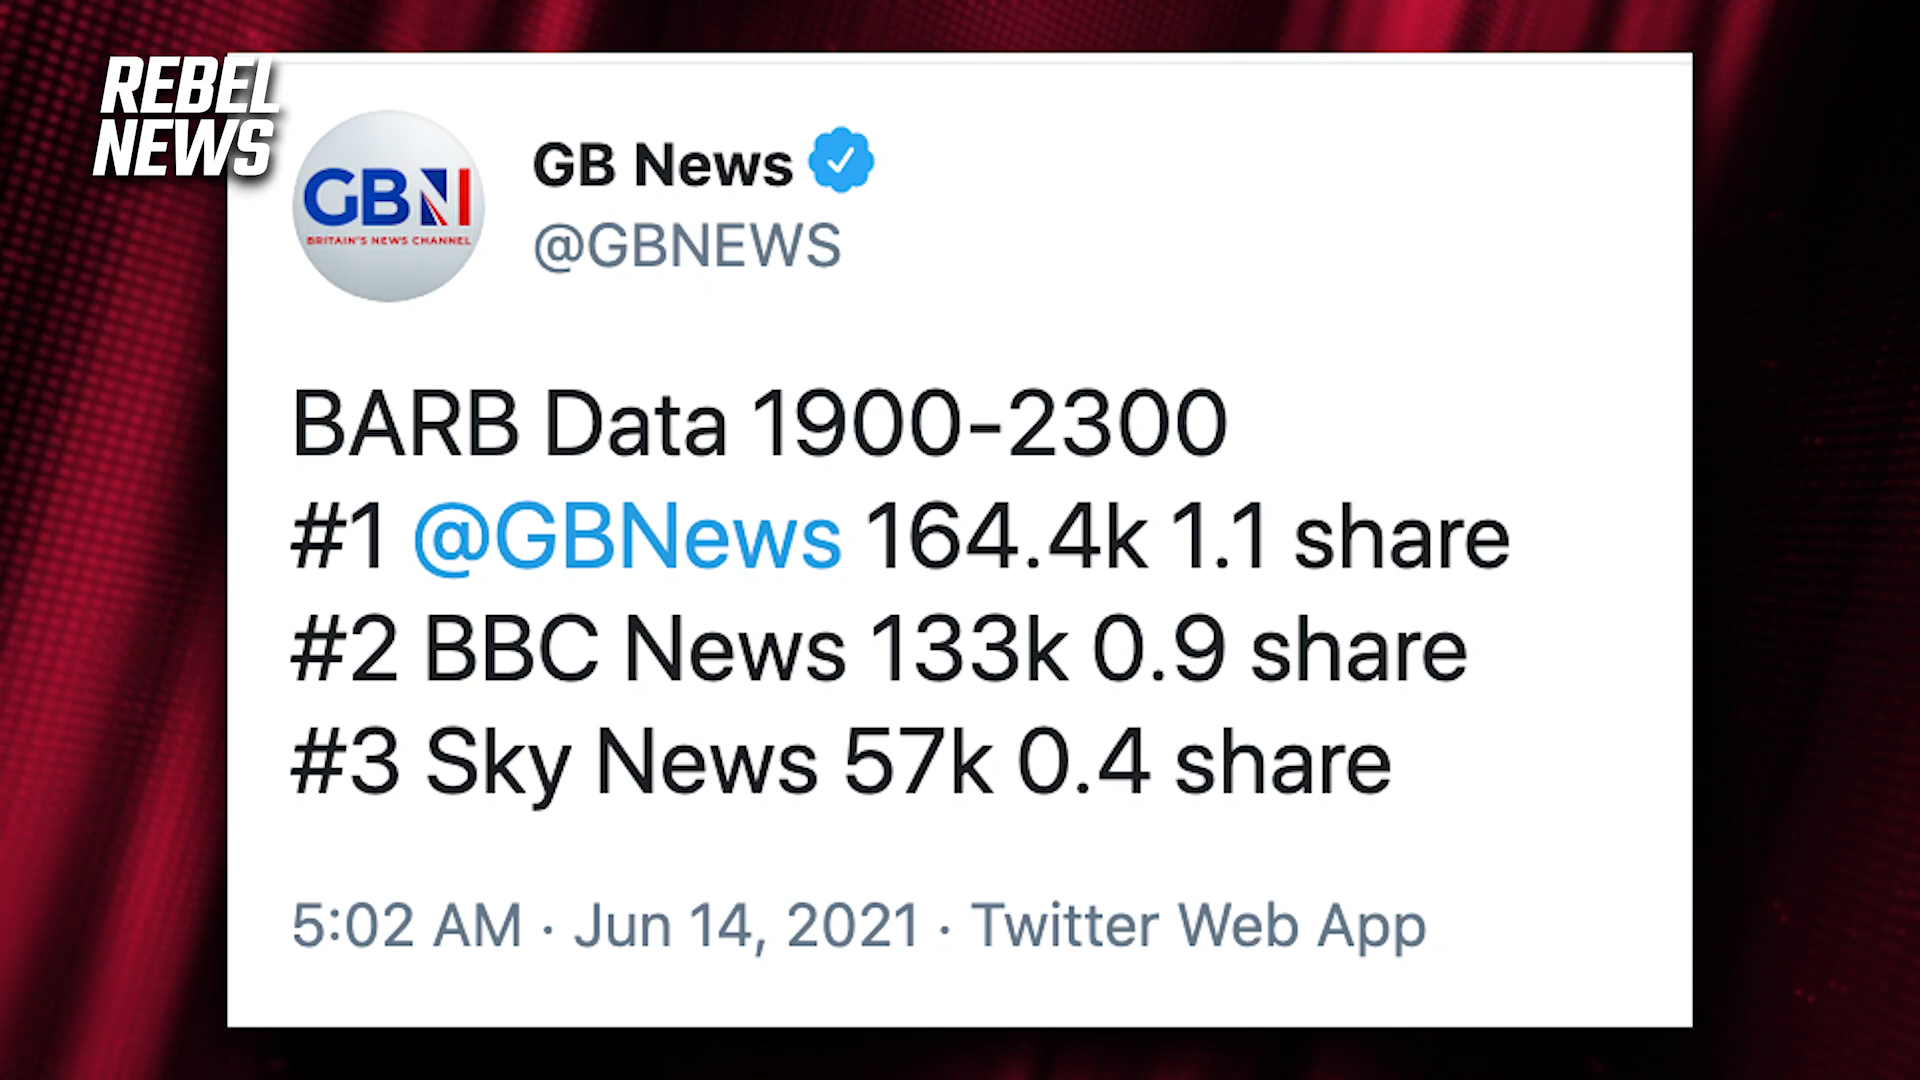 REBEL
NEWS
GBN
BRITAIN'S NEWS CHANNEL
GB News
@GBNEWS
BARB Data 1900-2300
#1 @GBNews 164.4k 1.1 share
#2 BBC News 133k 0.9 share
#3 Sky News 57k 0.4 share
5:02 AM · Jun 14, 2021 · Twitter Web App